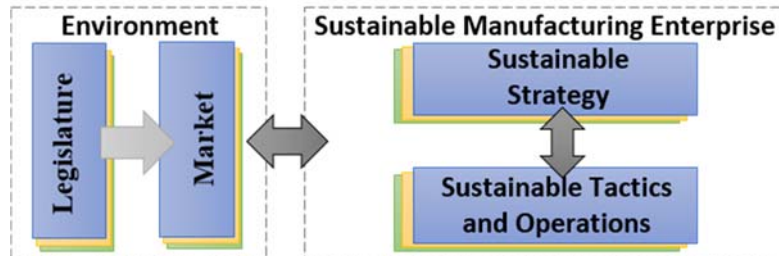 Environment
Legislature
Market
Sustainable Manufacturing Enterprise
Sustainable
Strategy
Sustainable Tactics
and Operations